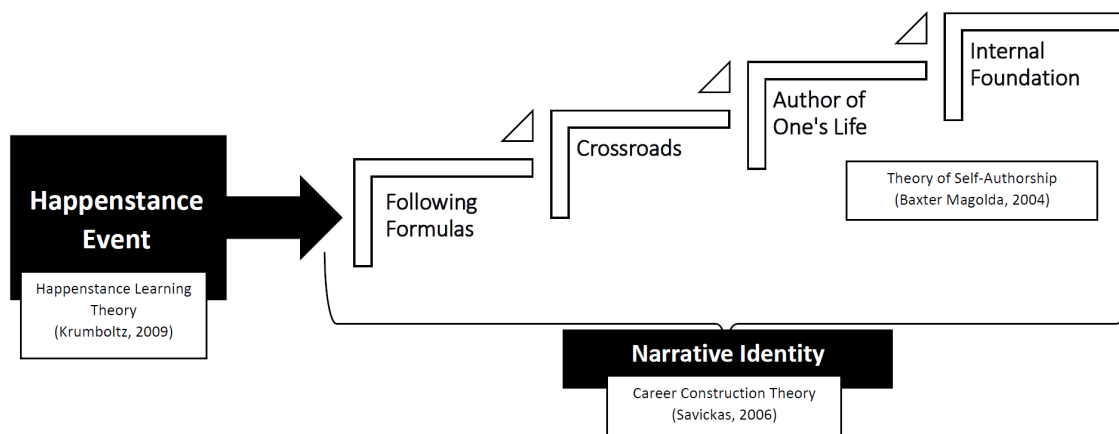 Happenstance
Event
Happenstance Learning
Theory
(Krumboltz, 2009)
Following
Formulas
Crossroads
Author of
One's Life
Internal
Foundation
Theory of Self-Authorship
(Baxter Magolda, 2004)
Narrative Identity
Career Construction Theory
(Savickas, 2006)